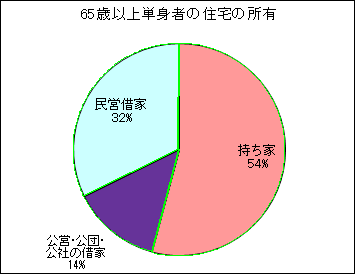 65歳以上単身者の住宅の所有
民営借家
32%
持ち家
54%
公営・公団・
公社の借家
14%